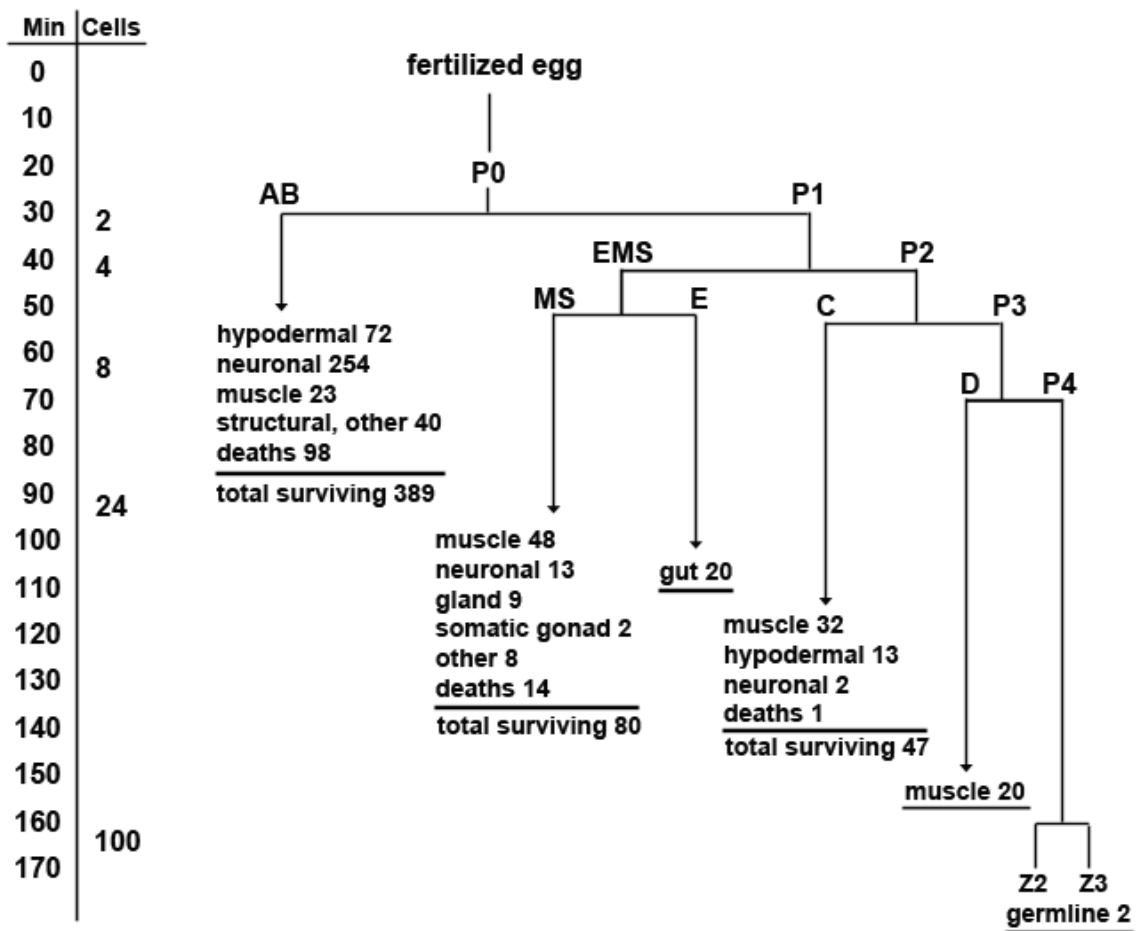 Min Cells
0
fertilized egg
10
20
P0
AB
P1
30
2
EMS
P2
40
4
MS
E
C
P3
50
hypodermal 72
60
neuronal 254
8
D
P4
70
muscle 23
structural, other 40
80
deaths 98
90
total surviving 389
24
100
muscle 48
neuronal 13
gut 20
110
gland 9
120
somatic gonad 2
muscle 32
other 8
hypodermal 13
130
deaths 14
neuronal 2
140
total surviving 80
deaths 1
total surviving 47
150
muscle 20
160
100
170
Z2 Z3
germline 2